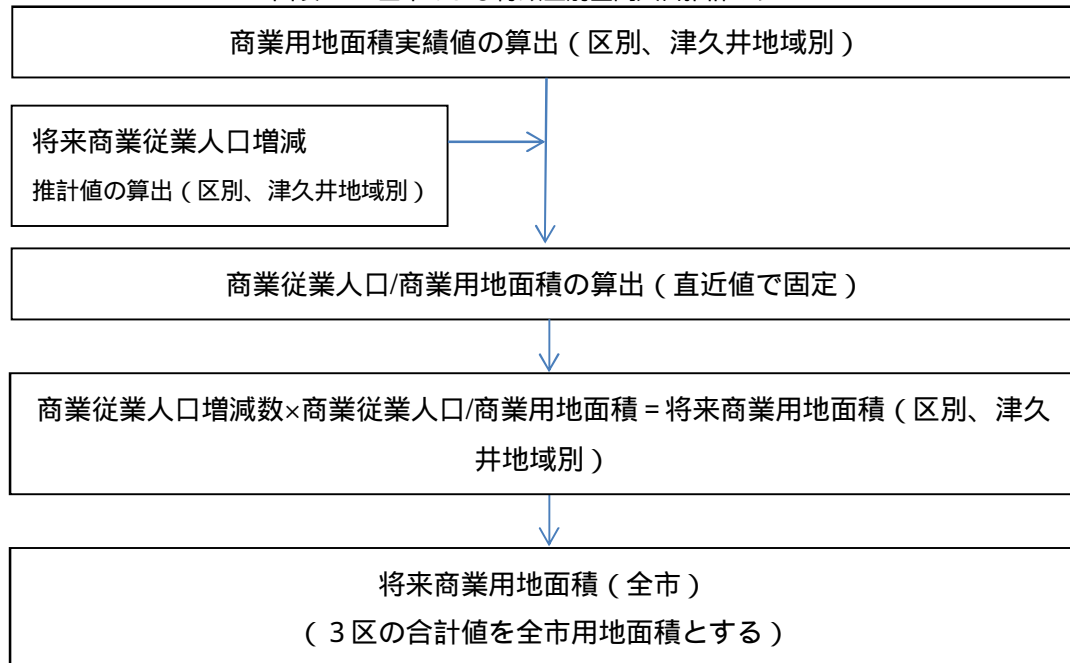 商業用地面積実績値の算出（区別、津久井地域別）
将来商業従業人口増減
推計値の算出（区別、津久井地域別）
商業従業人口/商業用地面積の算出（直近値で固定）
商業従業人口増減数×商業従業人口/商業用地面積＝将来商業用地面積（区別、津久
井地域別）
将来商業用地面積（全市）
（３区の合計値を全市用地面積とする）